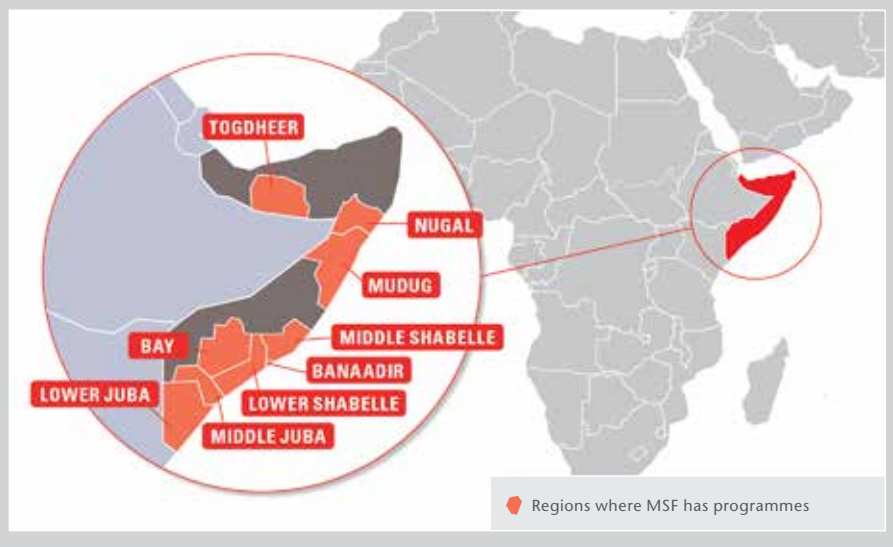 TOGDHEER
NUGAL
MUDUG
MIDDLE SHABELLE
BAY
BANAADIR
LOWER JUBA
LOWER SHABELLE
MIDDLE JUBA
Regions where MSF has programmes